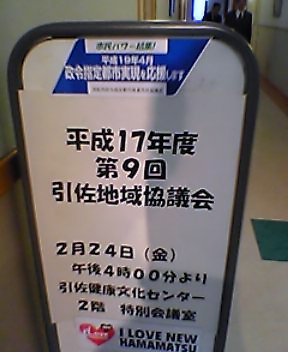 市民パワー結集!
平成19年4月
政令指定都市実現を応援します
平成17年度
第9回
引佐地域協議会
2月24日(金)
午後4時00分より
引佐健康文化センター
2階 特別会議室
I LOVE NEW
HAMAMATSU